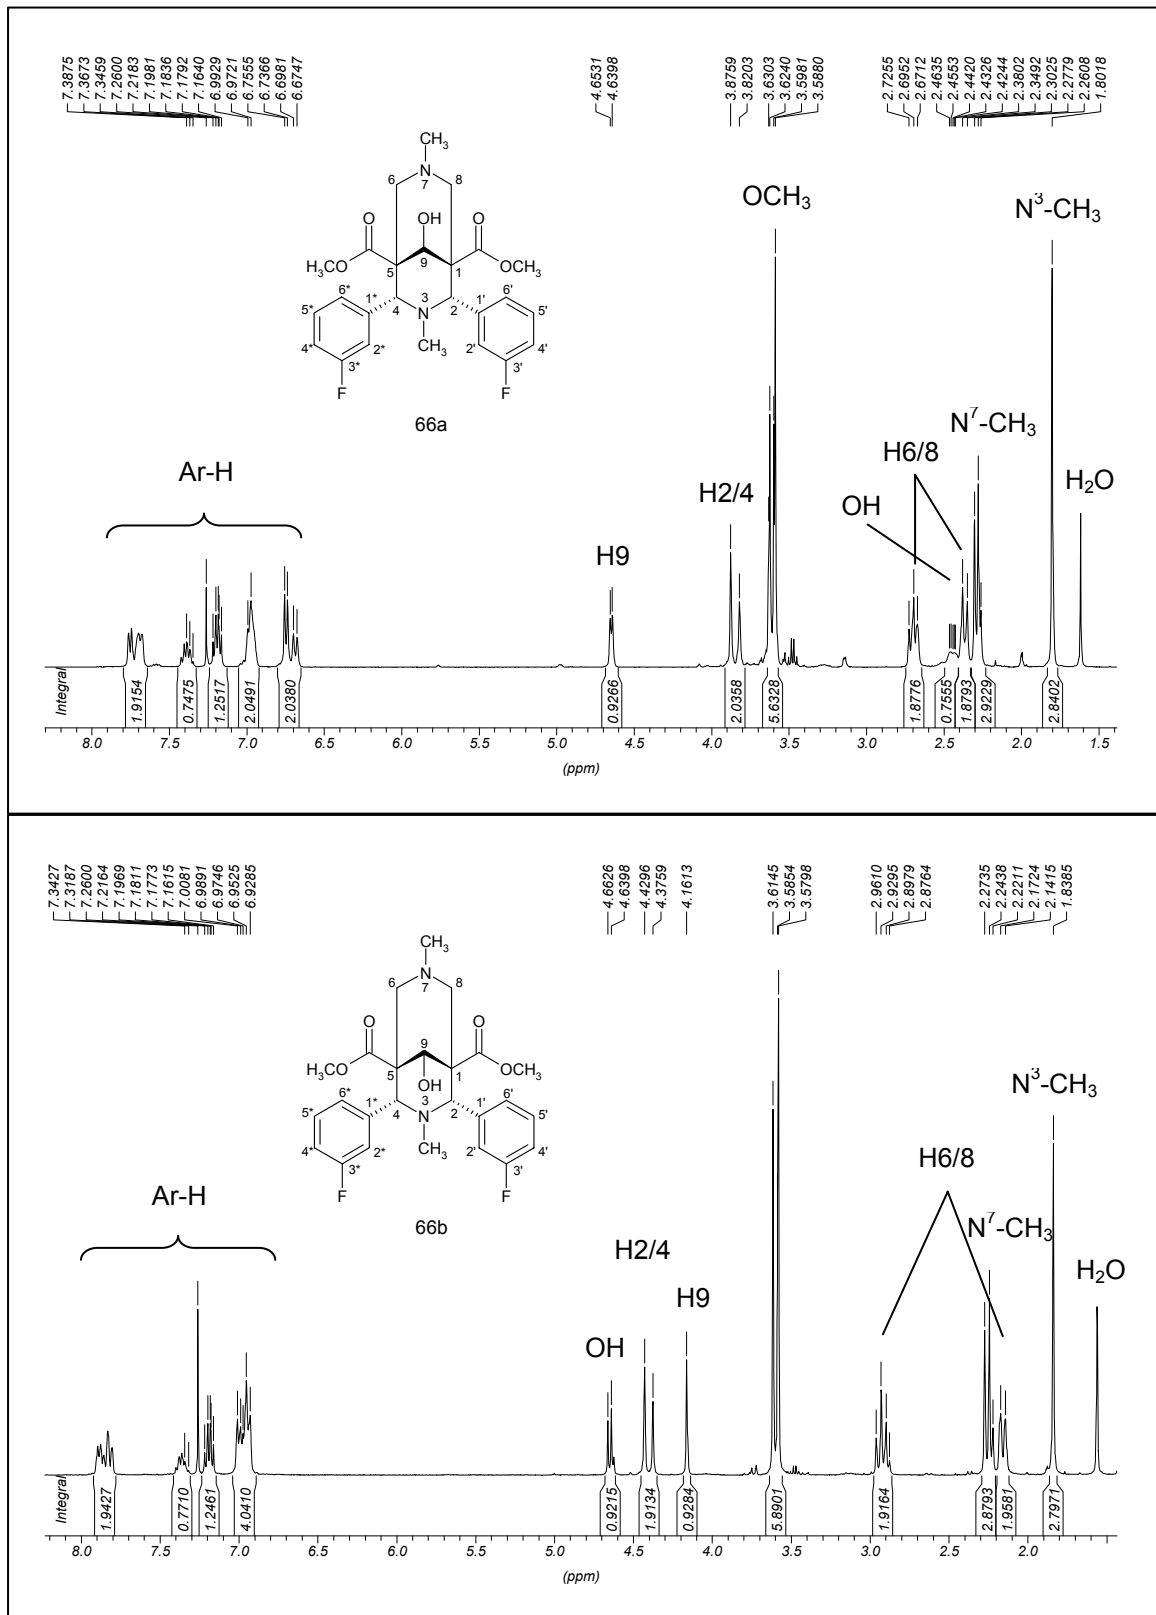 7.3875
7.3673
7.3459
7.2600
7.2183
7.1981
7.1836
7.1792
7.1640
6.9929
6.9721
6.7555
6.7366
6.6981
6.6747
4.6531
4.6398
3.8759
3.8203
3.6303
3.6240
3.5981
3.5880
2.7255
2.6952
2.6712
2.4635
2.4553
2.4420
2.4326
2.4244
2.3802
2.3492
2.3025
2.2779
2.2608
1.8018
CH3
6 N 7 8
O OH O
H3CO 5 9 1 OCH3
6* 1* 4 3 N 2 1' 6'
5* 5'
4* 2* CH3 2' 4'
3* 3'
F F
66a
OCH3
N3-CH3
N7-CH3
H6/8
Ar-H
H2/4
OH
H2O
H9
Integral
1.9154
0.7475
1.2517
2.0491
2.0380
0.9266
2.0358
5.6325
1.8776
0.7555
1.8793
2.9229
2.8402
8.0 7.5 7.0 6.5 6.0 5.5 5.0 4.5 4.0 3.5 3.0 2.5 2.0 1.5
(ppm)
7.3427
7.3187
7.2600
7.2164
7.1969
7.1811
7.1773
7.1615
7.0081
6.9891
6.9746
6.9525
6.9285
4.6626
4.6398
4.4296
4.3759
4.1613
3.6145
3.5854
3.5798
2.9610
2.9295
2.8979
2.8764
2.2735
2.2438
2.2211
2.1724
2.1415
1.8385
CH3
6 N 7 8
O 9 O
H3CO 5 OH 1 OCH3
6* 1* 4 3 N 2 1' 6'
5* 5'
4* 2* CH3 2' 4'
3* 3'
F F
66b
N3-CH3
H6/8
Ar-H
N7-CH3
H2/4
H2O
H9
OH
Integral
1.9427
0.7710
1.2461
4.0410
0.9215
1.9134
0.9284
5.8901
1.9164
2.8793
1.9581
2.7971
8.0 7.5 7.0 6.5 6.0 5.5 5.0 4.5 4.0 3.5 3.0 2.5 2.0
(ppm)